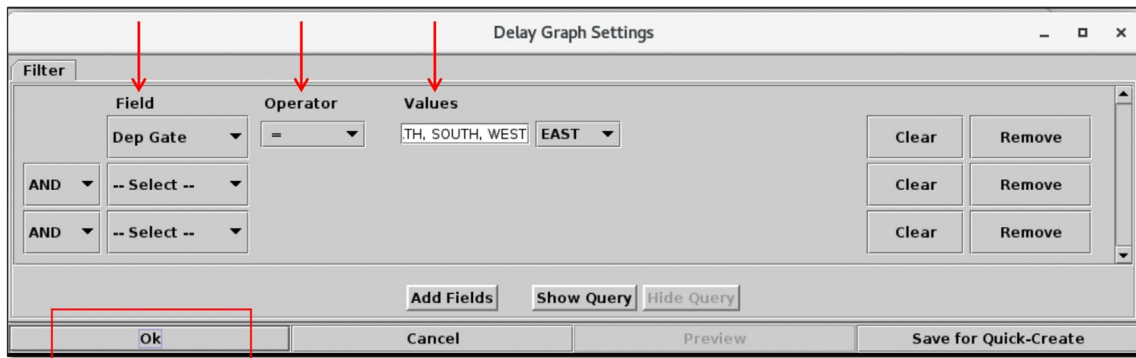 Delay Graph Settings
Filter
Field Operator Values
Dep Gate = .TH, SOUTH, WEST EAST Clear Remove
AND -- Select -- Clear Remove
AND -- Select -- Clear Remove
Add Fields Show Query Hide Query
Ok Cancel Preview Save for Quick-Create